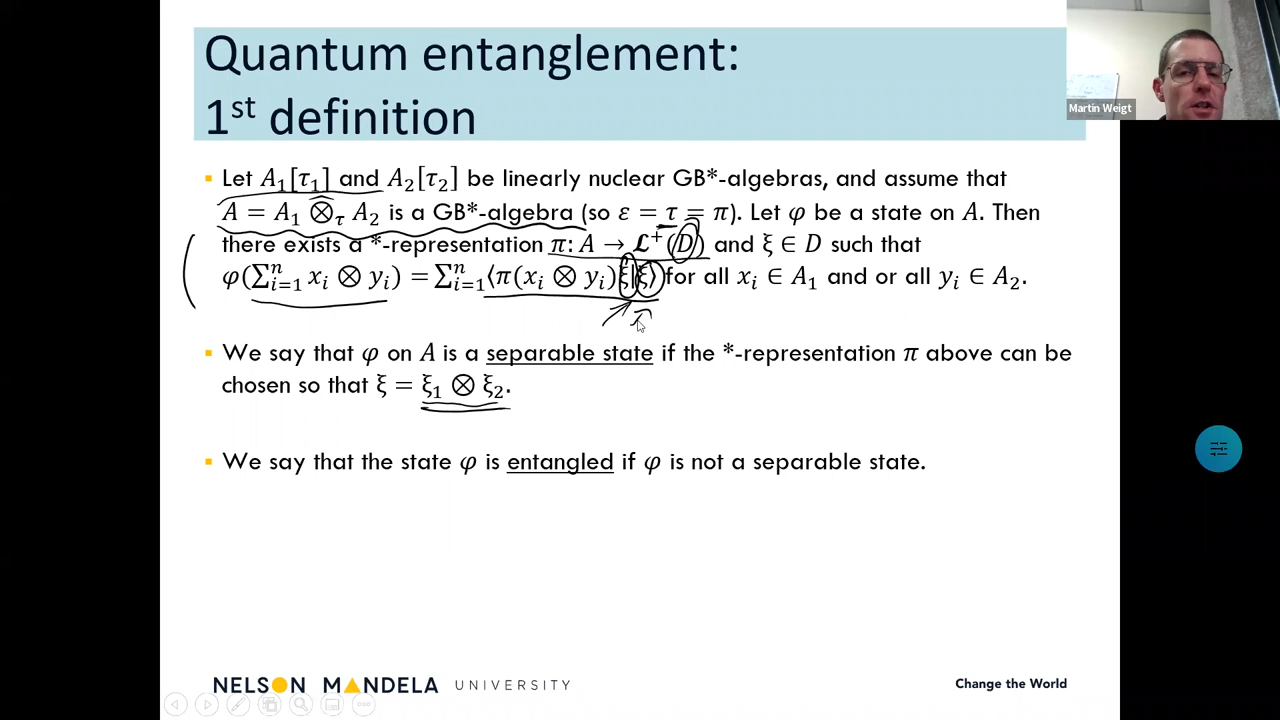 Quantum entanglement:
1st definition
Martin Weigt
▪ Let A₁[τ₁] and A₂[τ₂] be linearly nuclear GB*-algebras, and assume that
A = A₁ ⊗̂_τ A₂ is a GB*-algebra (so ε = τ = π). Let φ be a state on A. Then
there exists a *-representation π: A → ℒ⁺(D) and ξ ∈ D such that
φ(∑ᵢ₌₁ⁿ xᵢ ⊗ yᵢ) = ∑ᵢ₌₁ⁿ⟨π(xᵢ ⊗ yᵢ)ξ|ξ⟩ for all xᵢ ∈ A₁ and or all yᵢ ∈ A₂.
▪ We say that φ on A is a separable state if the *-representation π above can be
chosen so that ξ = ξ₁ ⊗ ξ₂.
▪ We say that the state φ is entangled if φ is not a separable state.
NELSON MANDELA UNIVERSITY
Change the World